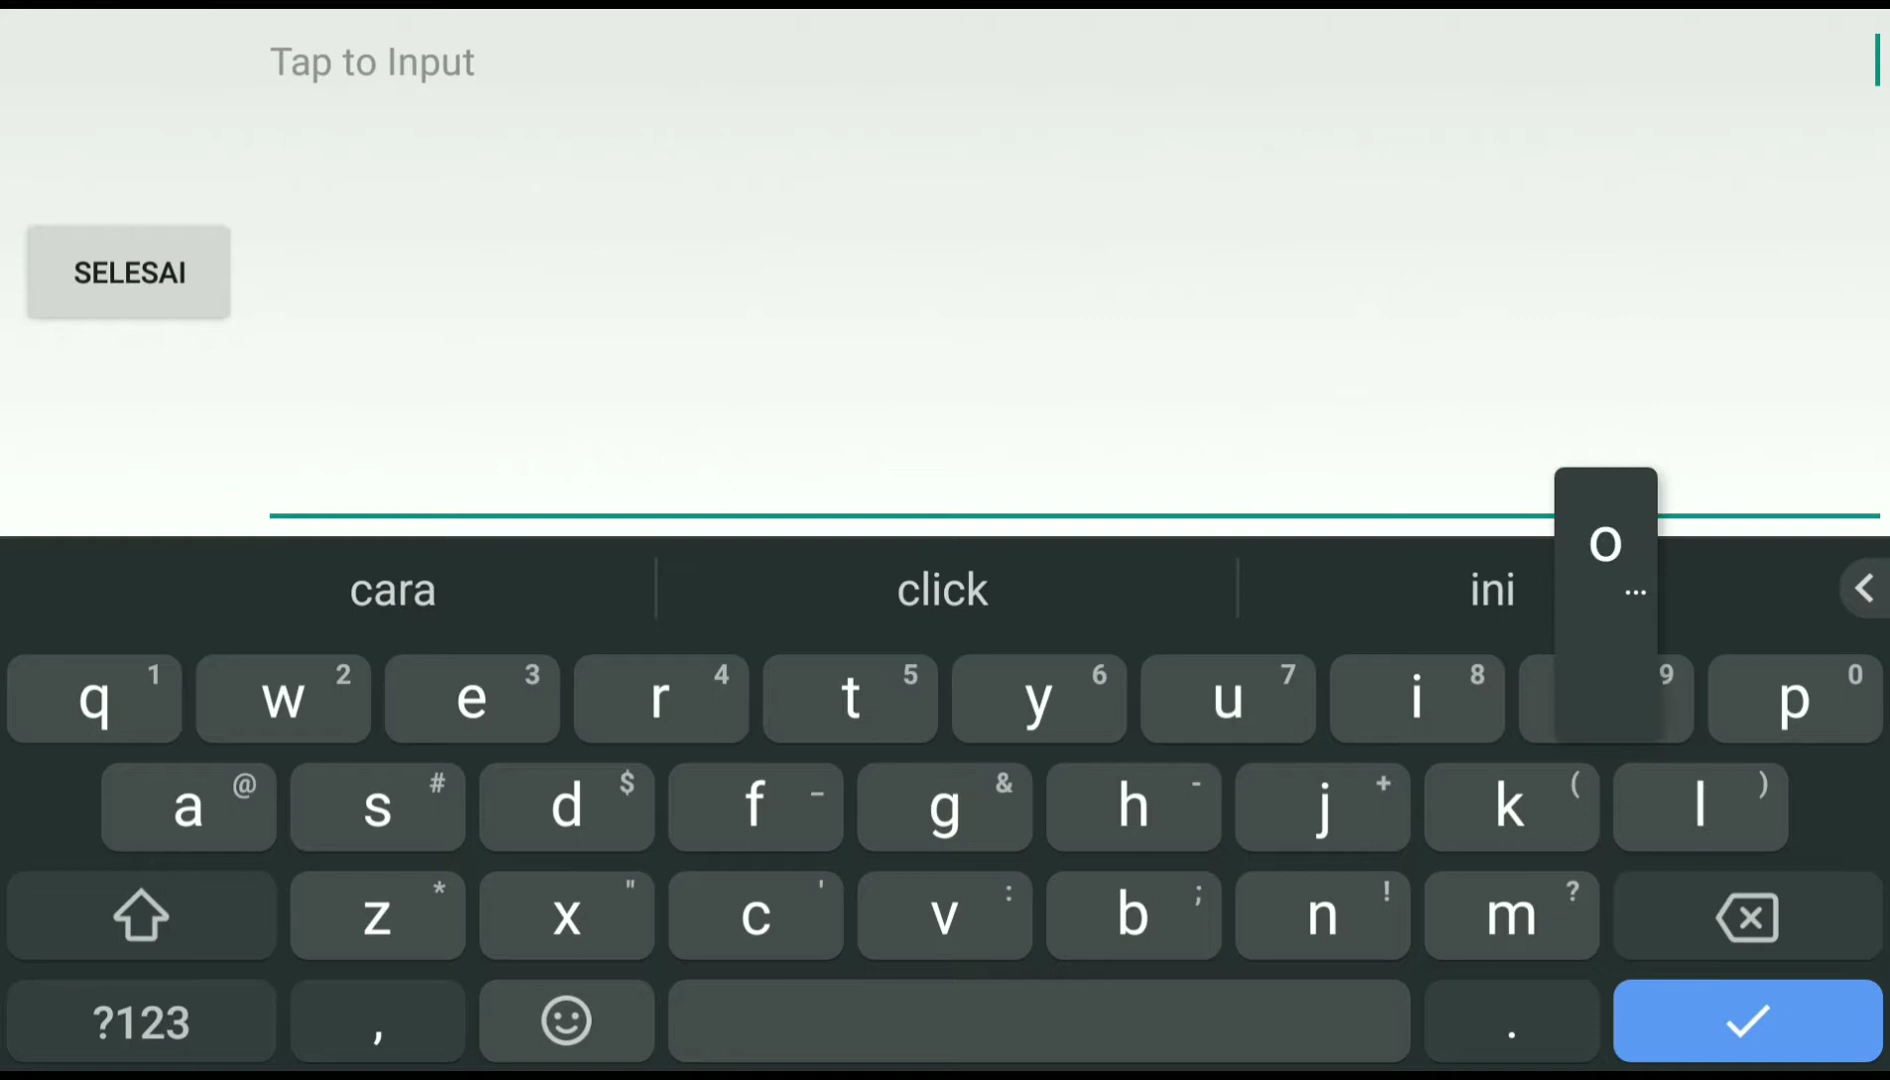 Tap to Input
SELESAI
o
...
cara click ini
q 1 w 2 e 3 r 4 t 5 y 6 u 7 i 8 9 p 0
a @ s # d $ f _ g & h - j + k ( l )
z * x " c ' v : b ; n ! m ?
?123 , .